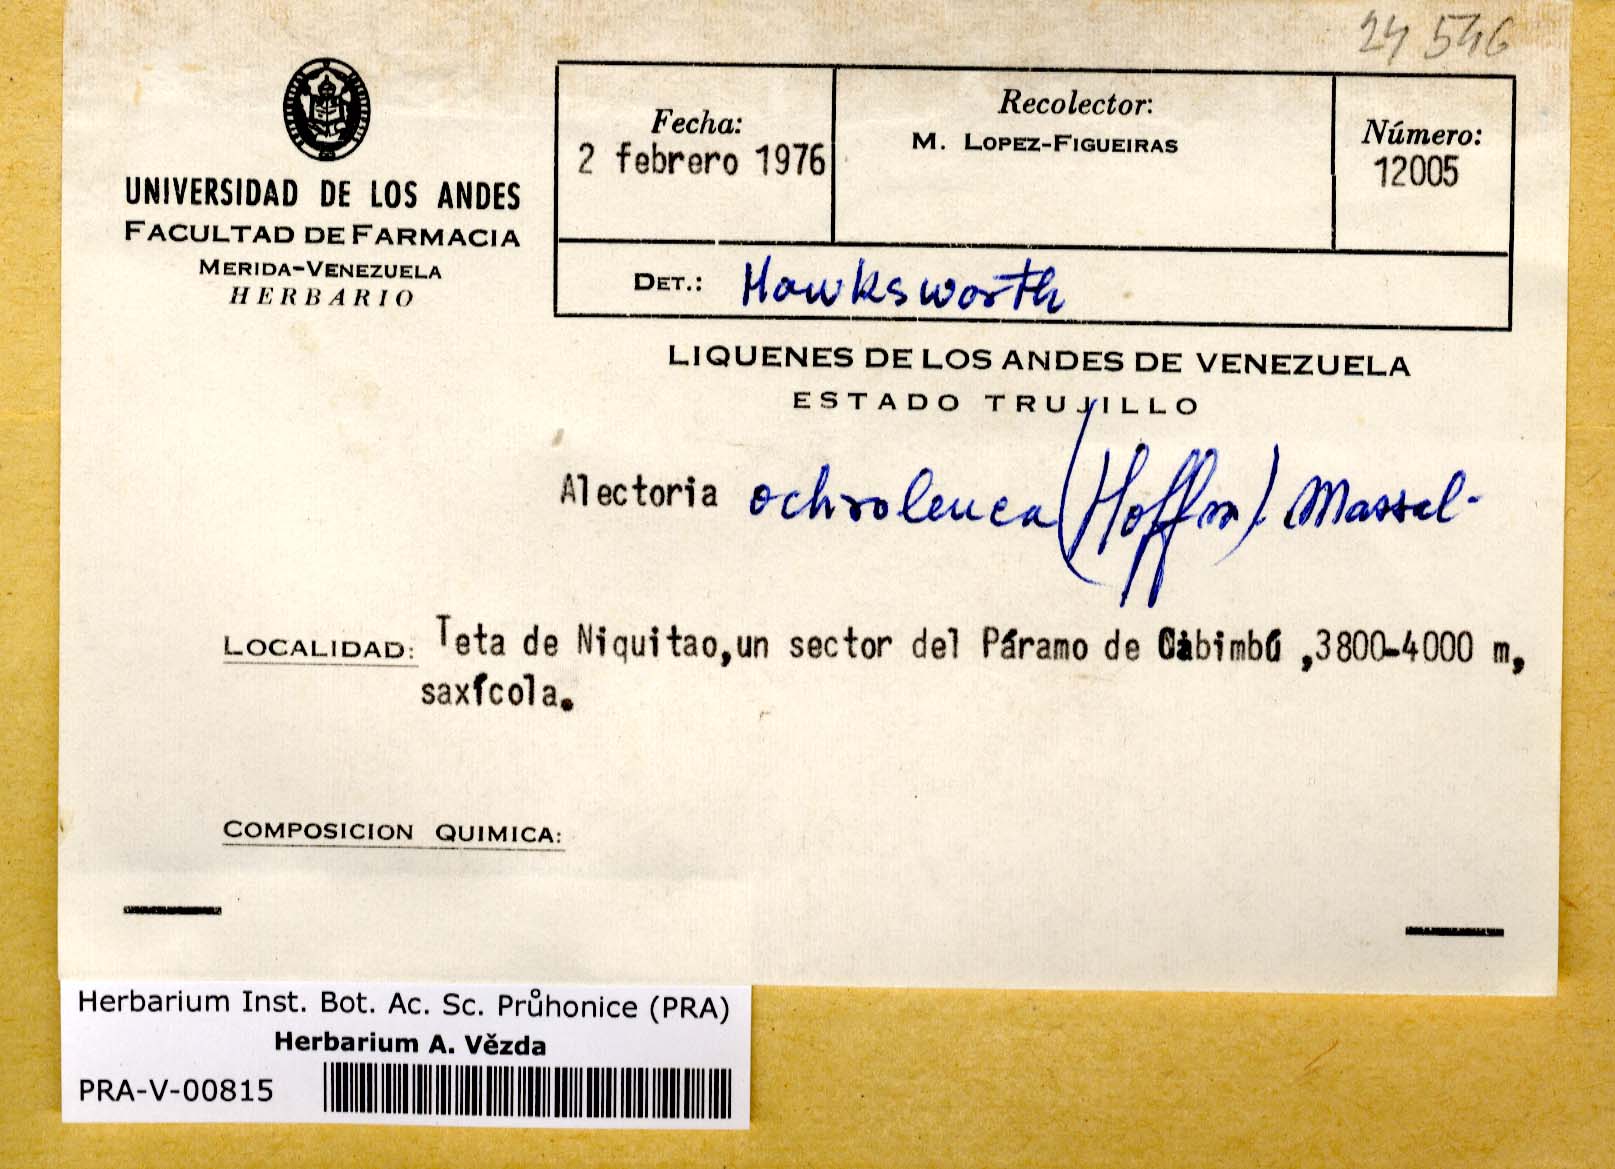 24 546
UNIVERSIDAD DE LOS ANDES
FACULTAD DE FARMACIA
MERIDA-VENEZUELA
HERBARIO
Fecha:
2 febrero 1976
Recolector:
M. LOPEZ-FIGUEIRAS
Número:
12005
DET.: Hawksworth
LIQUENES DE LOS ANDES DE VENEZUELA
ESTADO TRUJILLO
Alectoria ochroleuca (Hoffm) Massal-
LOCALIDAD: Teta de Niquitao,un sector del Páramo de Cabimbú ,3800-4000 m,
saxícola.
COMPOSICION QUIMICA:
Herbarium Inst. Bot. Ac. Sc. Průhonice (PRA)
Herbarium A. Vězda
PRA-V-00815